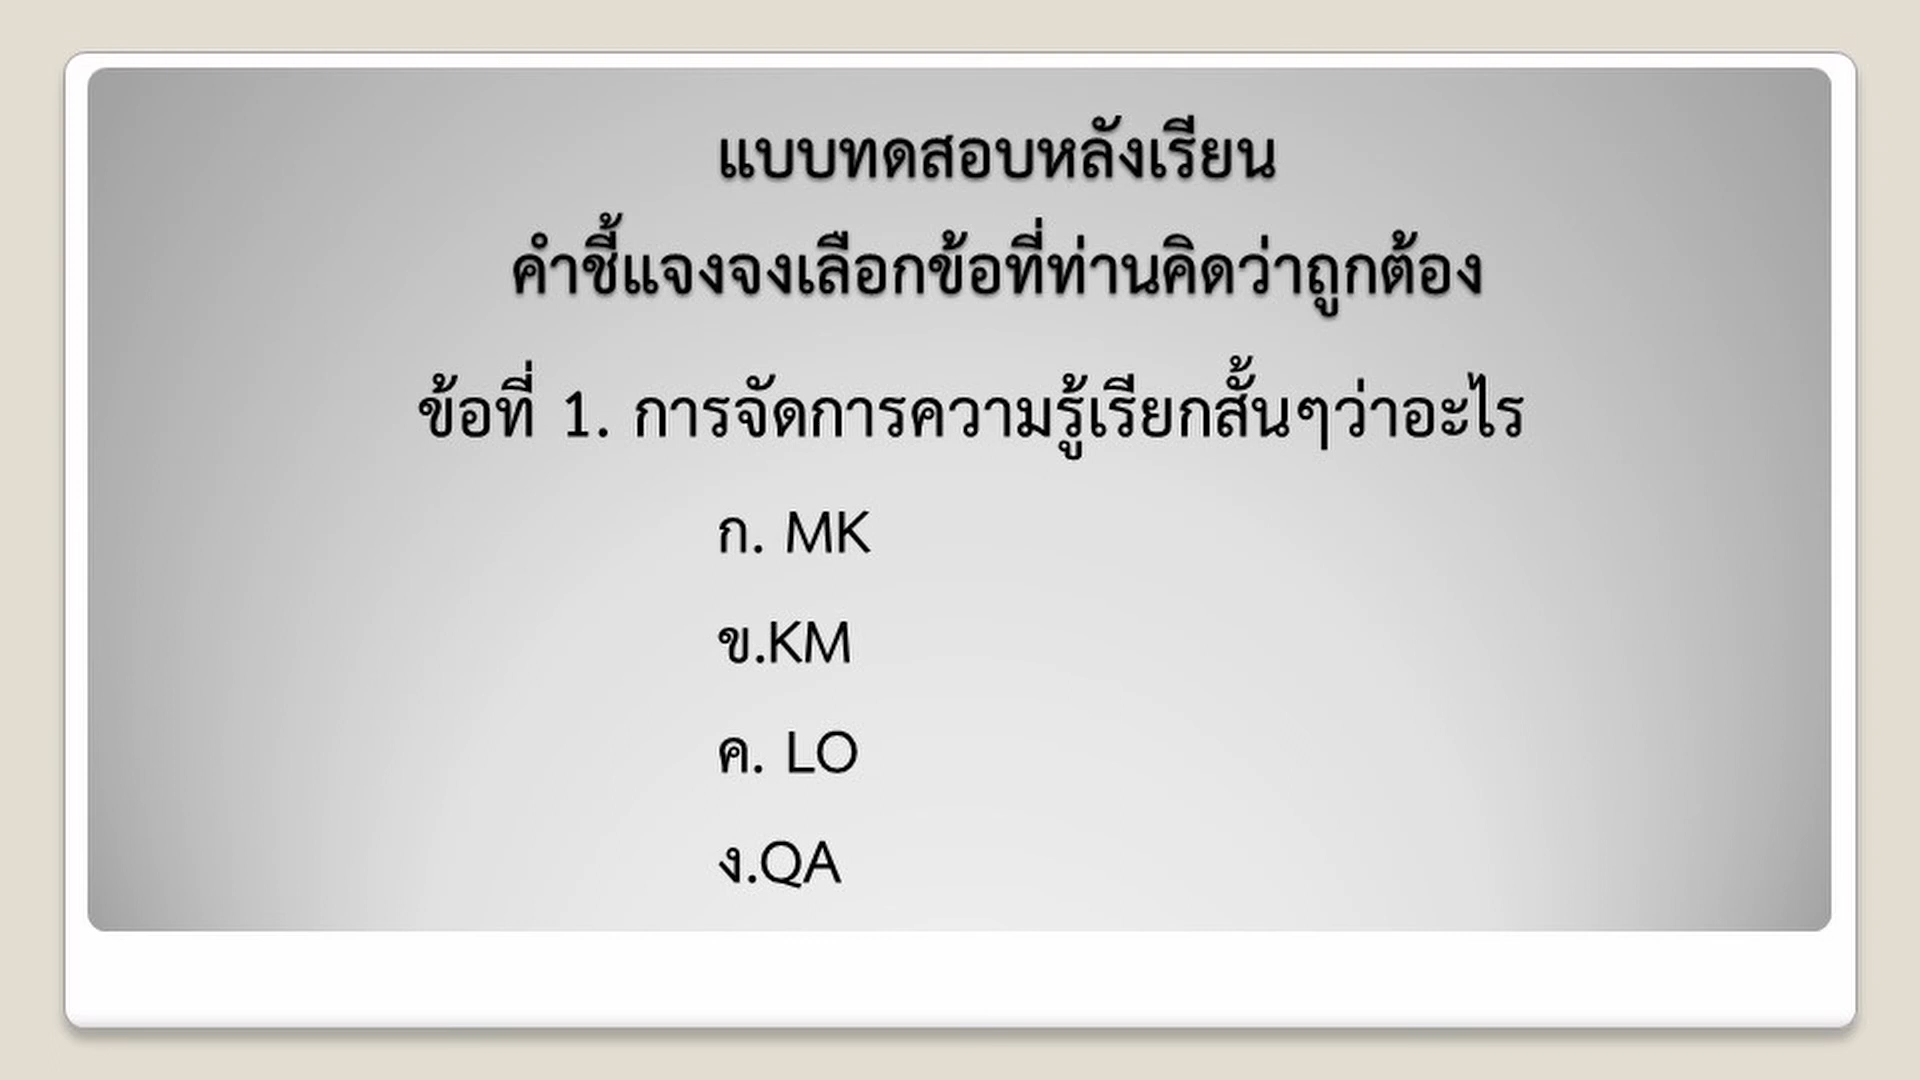 แบบทดสอบหลังเรียน
คำชี้แจงจงเลือกข้อที่ท่านคิดว่าถูกต้อง
ข้อที่ 1. การจัดการความรู้เรียกสั้นๆว่าอะไร
ก. MK
ข.KM
ค. LO
ง.QA